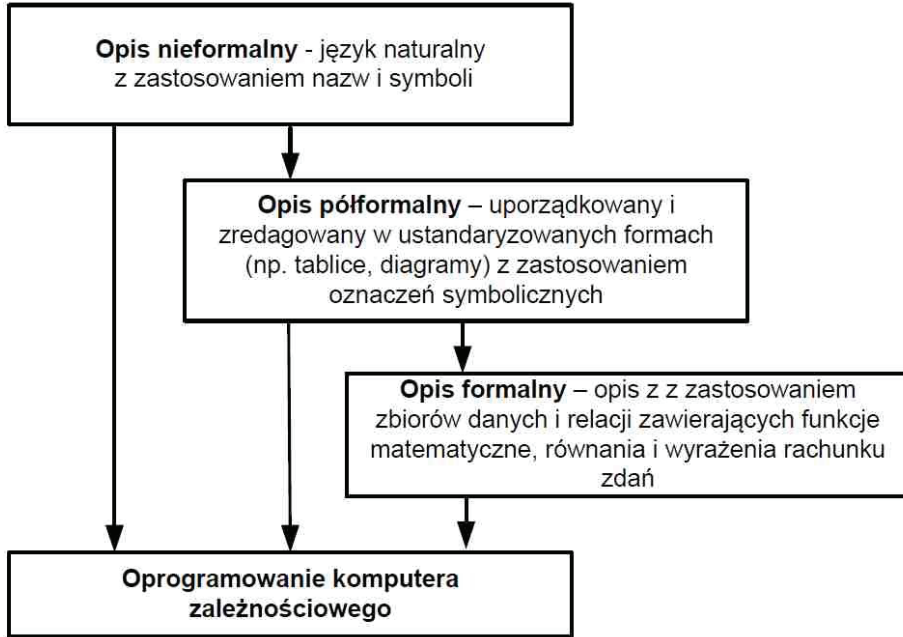 Opis nieformalny - język naturalny
z zastosowaniem nazw i symboli
Opis półformalny – uporządkowany i
zredagowany w ustandaryzowanych formach
(np. tablice, diagramy) z zastosowaniem
oznaczeń symbolicznych
Opis formalny – opis z z zastosowaniem
zbiorów danych i relacji zawierających funkcje
matematyczne, równania i wyrażenia rachunku
zdań
Oprogramowanie komputera
zależnościowego